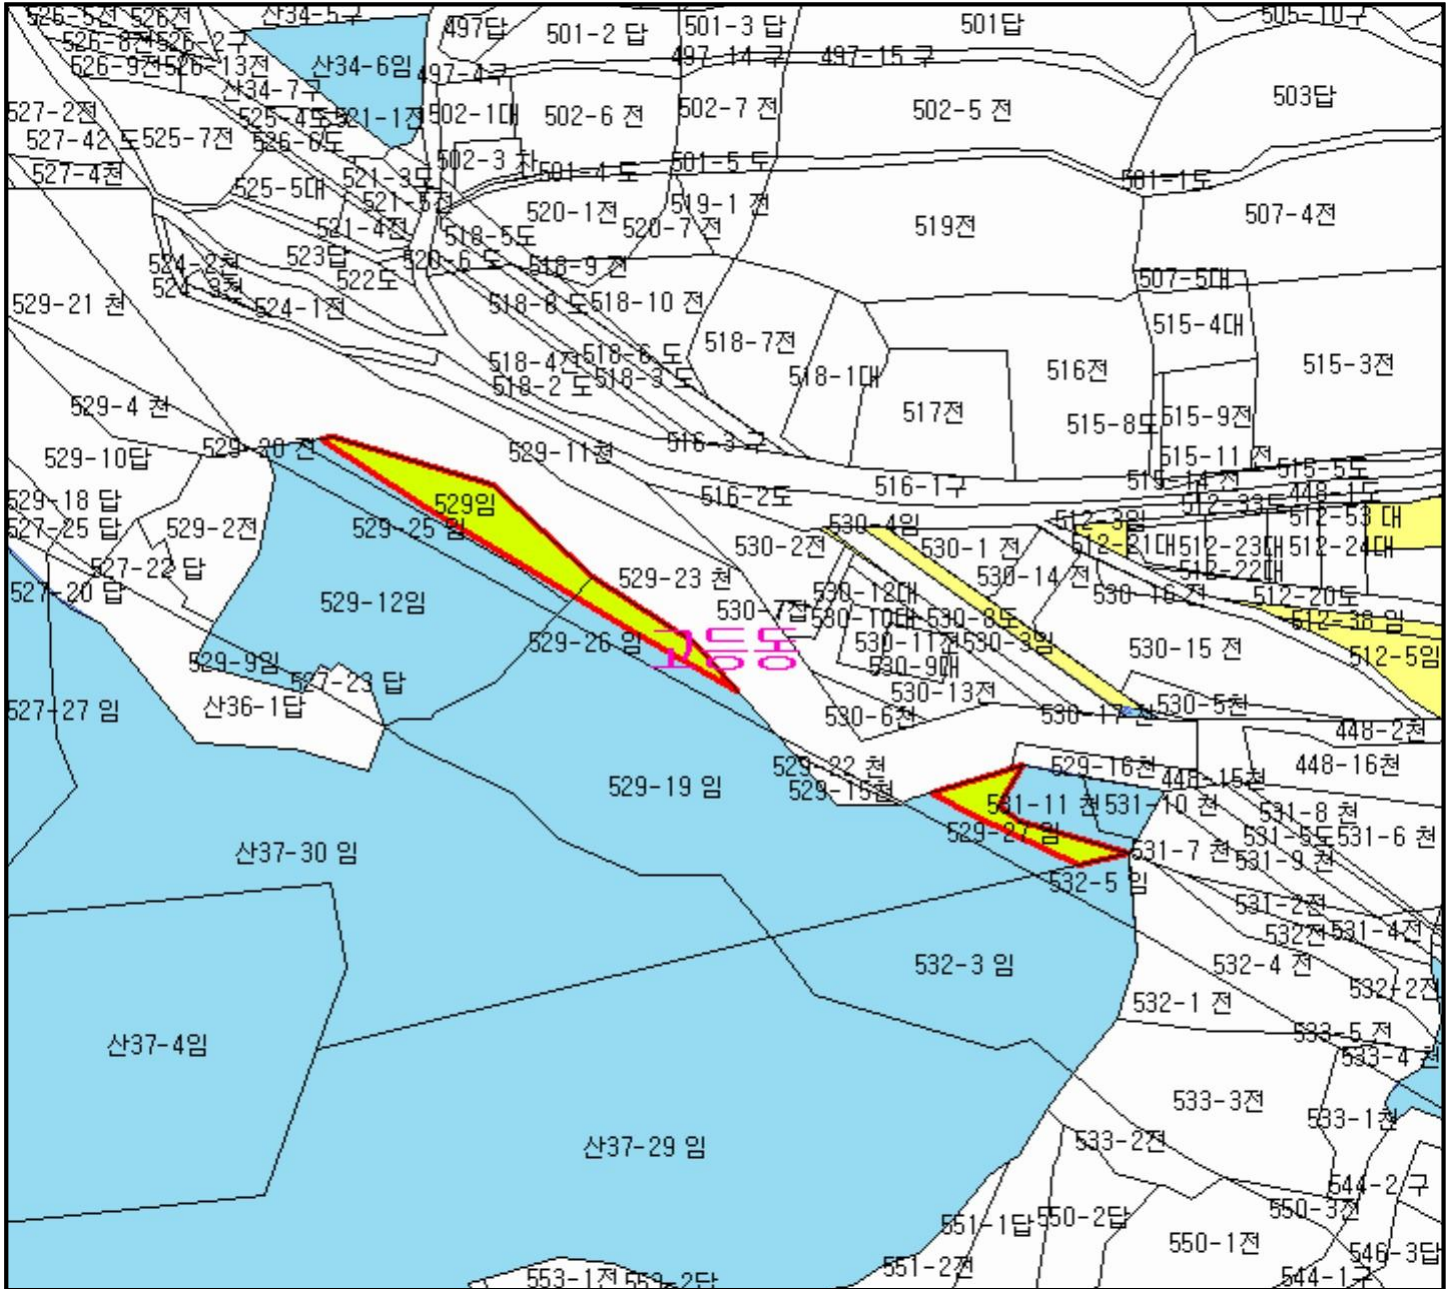 526-5전
526전
산34-5구
497답
501-2 답
501-3 답
501답
505-10구
526-8전
526-2구
497-14 구
497-15 구
526-9전
526-13전
산34-6임
497-4구
산34-7구
527-2전
525-4도
521-1전
502-1대
502-6 전
502-7 전
502-5 전
503답
527-42 도
525-7전
526-6도
502-3 차
501-4 도
501-5 도
501-1도
527-4천
525-5대
521-3도
521-5전
520-1전
519-1 전
521-4전
518-5도
520-7 전
519전
507-4전
524-2천
523답
522도
520-6 도
518-9 전
507-5대
524-3천
524-1전
529-21 천
518-8 도
518-10 전
515-4대
518-4전
518-6 도
518-7전
518-1대
516전
515-3전
518-2 도
518-3 도
529-4 천
517전
515-8도
515-9전
529-10답
529-20 전
529-11천
516-3 구
515-11 전
515-5도
515-14 전
529-18 답
529임
516-2도
516-1구
512-33도
448-1도
527-25 답
529-2전
529-25 임
530-4임
512-3임
512-53 대
530-2전
530-1 전
512-21대
512-23대
512-24대
527-22 답
529-23 천
530-14 전
512-22대
527-20 답
529-12임
530-7잡
530-12대
530-16 전
512-20도
530-10대
530-8도
512-38 임
529-26 임
고등동
530-11전
530-3임
530-15 전
512-5임
529-9임
530-9대
527-23 답
530-13전
527-27 임
산36-1답
530-6전
530-17 전
530-5천
448-2천
529-22 천
529-16천
448-15천
448-16천
529-19 임
529-15천
531-11 천
531-10 천
531-8 천
529-27 임
531-5도
531-6 천
산37-30 임
531-7 천
531-9 천
532-5 임
531-2전
532전
531-4전
532-3 임
532-4 전
532-2전
532-1 전
산37-4임
533-5 전
533-4 천
533-3전
533-1천
산37-29 임
533-2전
544-2 구
551-1답
550-2답
550-3전
550-1전
546-3답
551-2전
544-1구
553-1전
552-2답